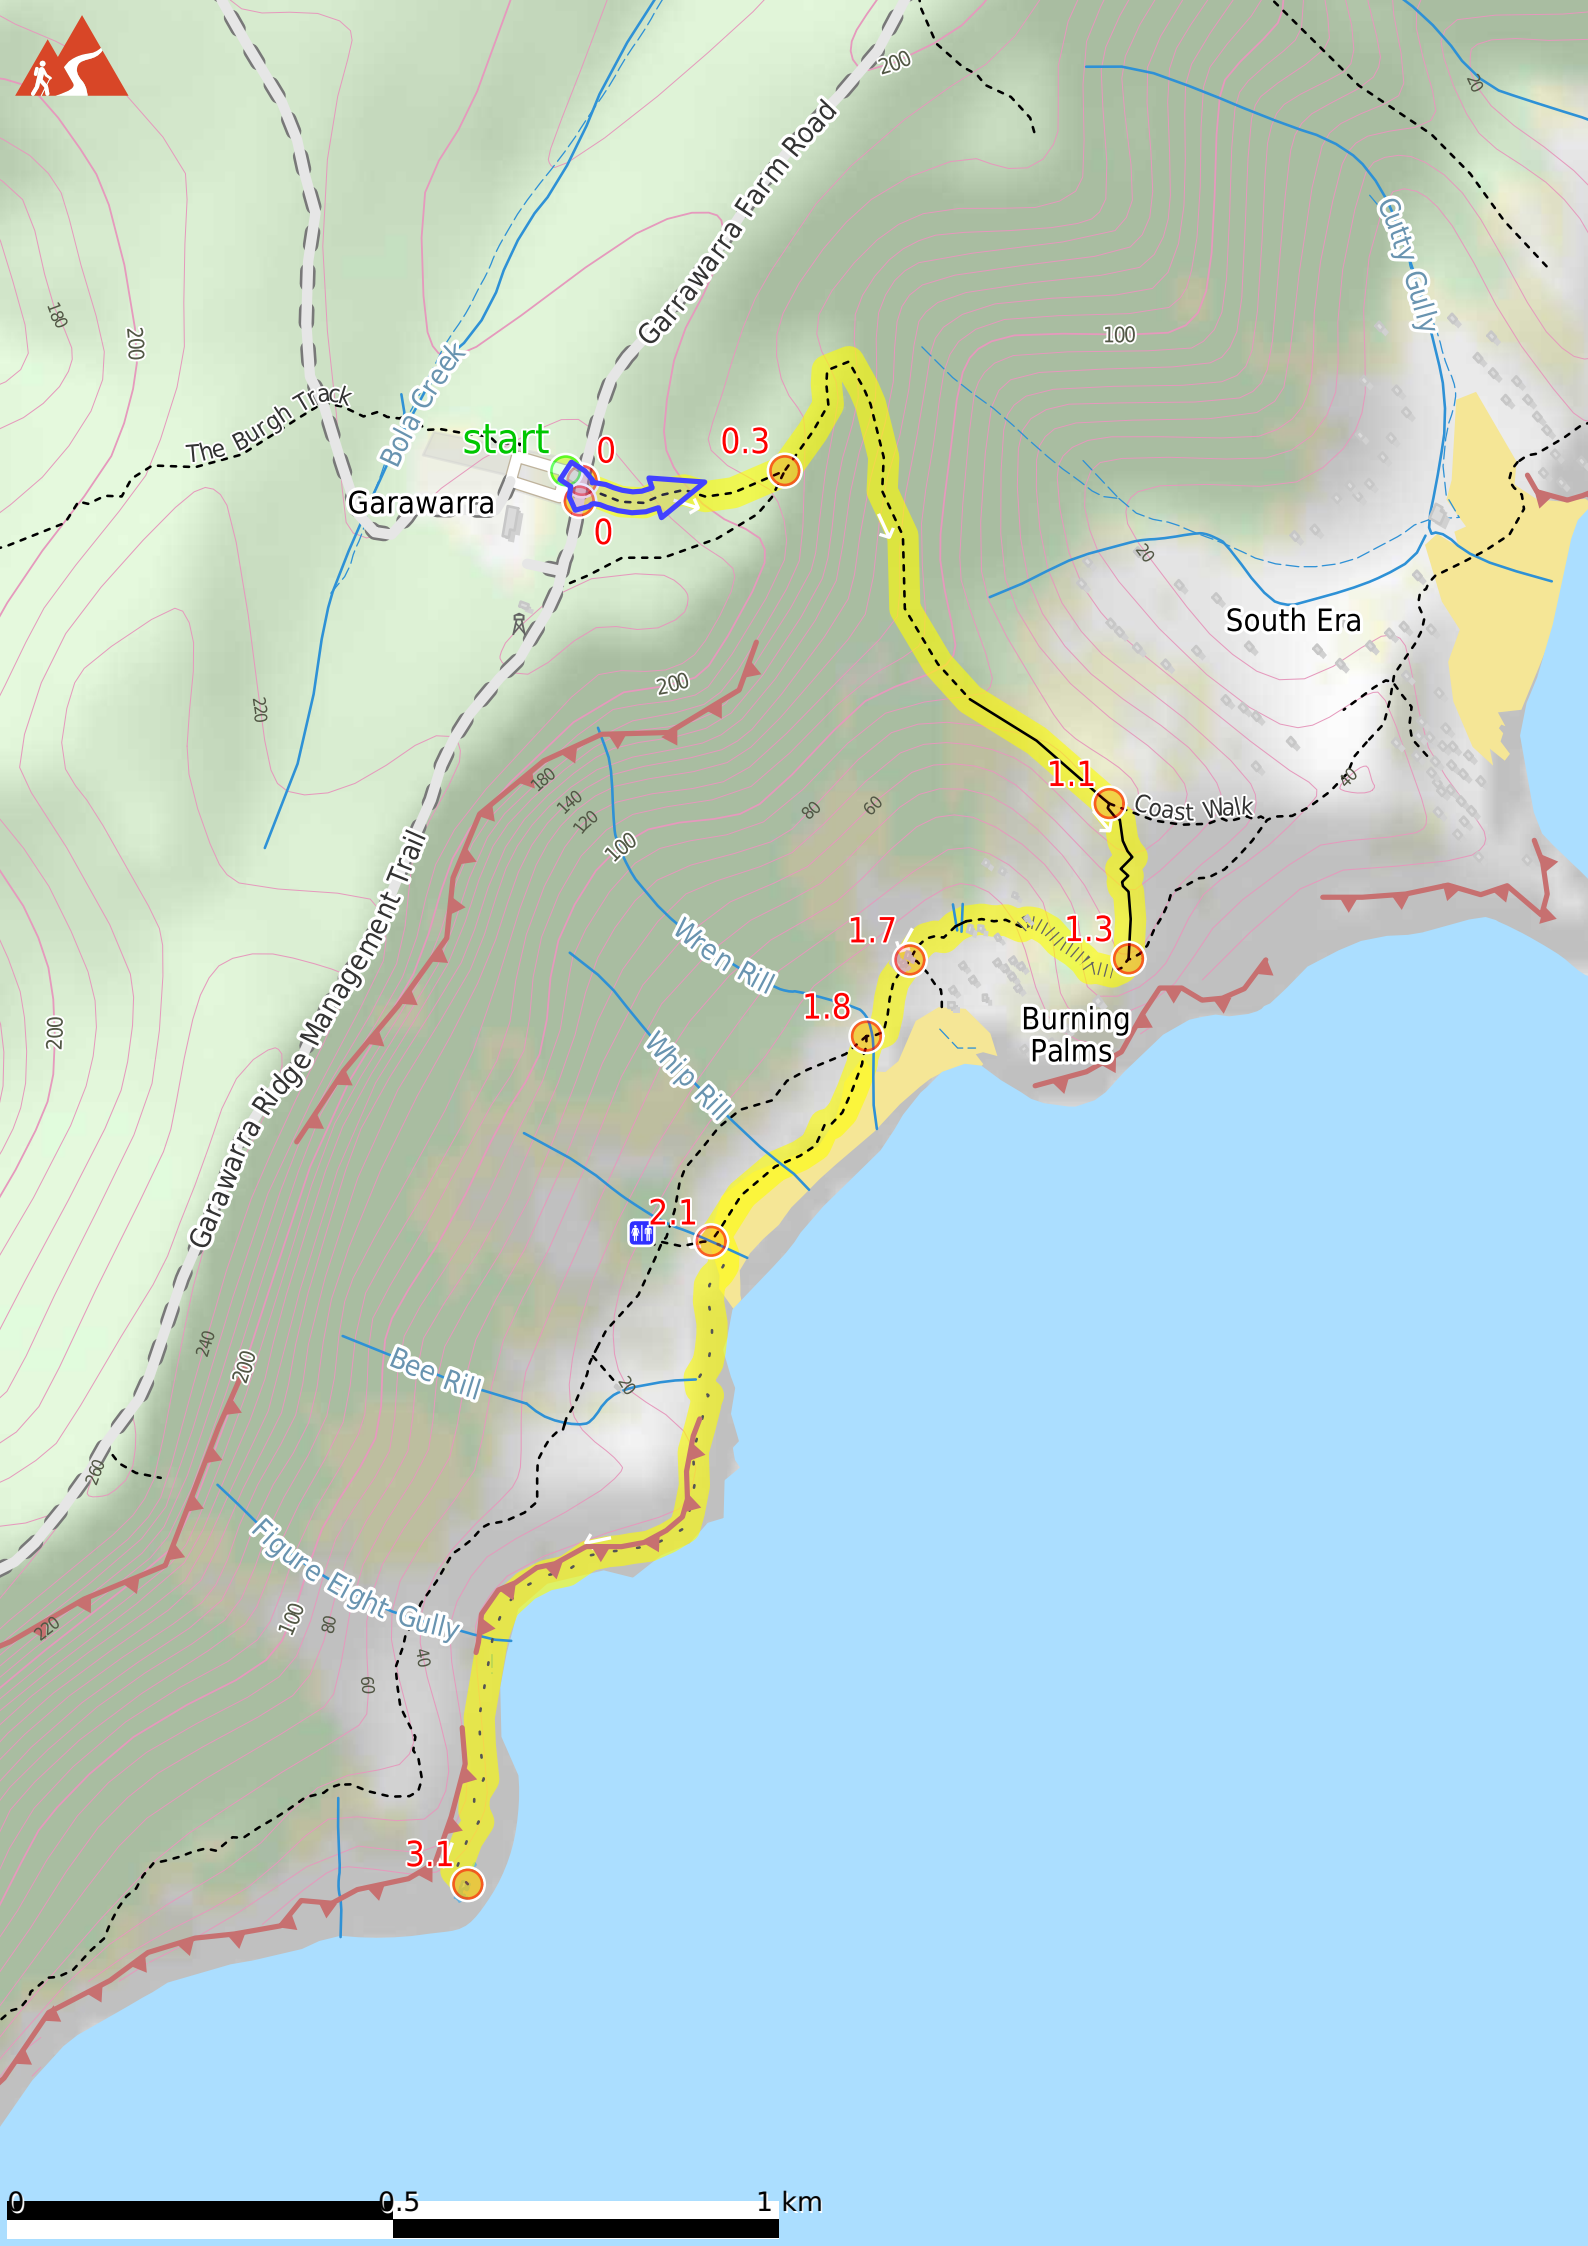 200
20
Garrawarra Farm Road
Cutty Gully
180
200
100
The Burgh Track
Bola Creek
start
0
0.3
Garawarra
0
20
South Era
200
220
180
140
120
100
80
60
1.1
Coast Walk
40
Garawarra Ridge Management Trail
Wren Rill
1.7
1.3
1.8
Burning
Palms
200
Whip Rill
2.1
240
200
Bee Rill
20
260
Figure Eight Gully
220
100
80
40
60
3.1
0
0.5
1 km